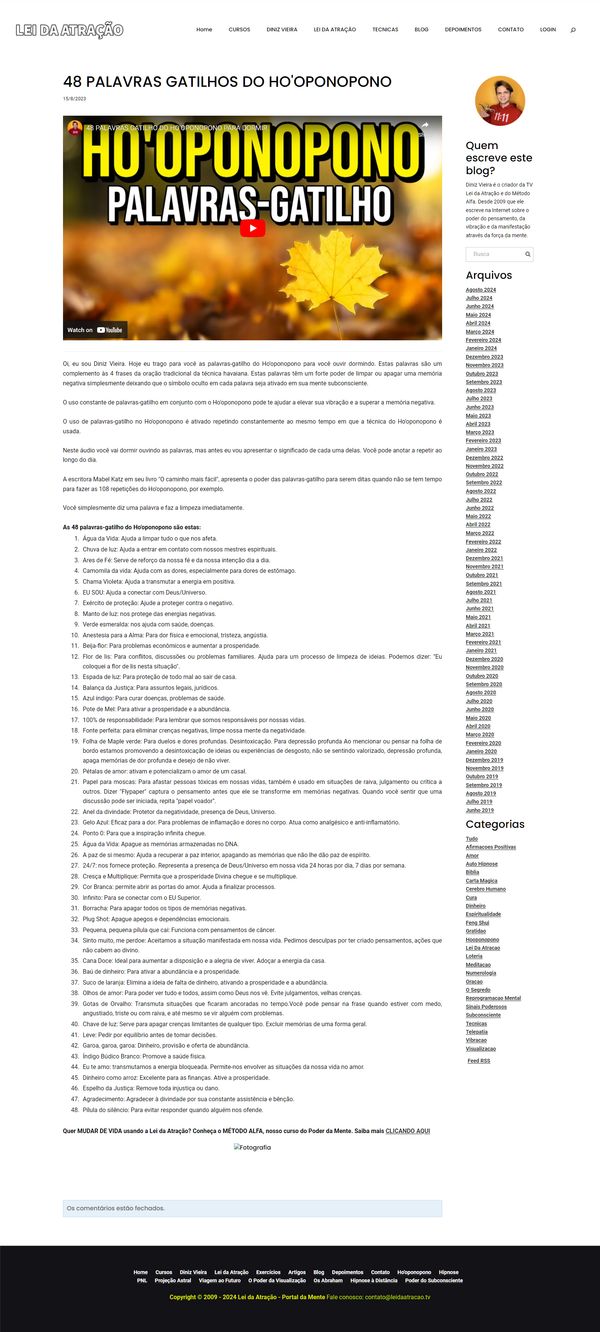 LEI DA ATRAÇÃO
Home CURSOS DINIZ VIEIRA LEI DA ATRAÇÃO TECNICAS BLOG DEPOIMENTOS CONTATO LOGIN
48 PALAVRAS GATILHOS DO HO'OPONOPONO
15/8/2023
48 PALAVRAS GATILHO DO HO OPONOPONO PARA DORMIR
HO'OPONOPONO
PALAVRAS-GATILHO
Watch on YouTube
Oi, eu sou Diniz Vieira. Hoje eu trago para você as palavras-gatilho do Ho'oponopono para você ouvir dormindo. Estas palavras são um
complemento às 4 frases da oração tradicional da técnica havaiana. Estas palavras têm um forte poder de limpar ou apagar uma memória
negativa simplesmente deixando que o símbolo oculto em cada palavra seja ativado em sua mente subconsciente.
O uso constante de palavras-gatilho em conjunto com o Ho'oponopono pode te ajudar a elevar sua vibração e a superar a memória negativa.
O uso de palavras-gatilho no Ho'oponopono é ativado repetindo constantemente ao mesmo tempo em que a técnica do Ho'oponopono é
usada.
Neste áudio você vai dormir ouvindo as palavras, mas antes eu vou apresentar o significado de cada uma delas. Você pode anotar a repetir ao
longo do dia.
A escritora Mabel Katz em seu livro "O caminho mais fácil", apresenta o poder das palavras-gatilho para serem ditas quando não se tem tempo
para fazer as 108 repetições do Ho'oponopono, por exemplo.
Você simplesmente diz uma palavra e faz a limpeza imediatamente.
As 48 palavras-gatilho do Ho'oponopono são estas:
1. Água da Vida: Ajuda a limpar tudo o que nos afeta.
2. Chuva de luz: Ajuda a entrar em contato com nossos mestres espirituais.
3. Ares de Fé: Serve de reforço da nossa fé e da nossa intenção dia a dia.
4. Camomila da vida: Ajuda com as dores, especialmente para dores de estômago.
5. Chama Violeta: Ajuda a transmutar a energia em positiva.
6. EU SOU: Ajuda a conectar com Deus/Universo.
7. Exército de proteção: Ajude a proteger contra o negativo.
8. Manto de luz: nos protege das energias negativas.
9. Verde esmeralda: nos ajuda com saúde, doenças.
10. Anestesia para a Alma: Para dor física e emocional, tristeza, angústia.
11. Beija-flor: Para problemas econômicos e aumentar a prosperidade.
12. Flor de lis: Para conflitos, discussões ou problemas familiares. Ajuda para um processo de limpeza de ideias. Podemos dizer: "Eu
coloquei a flor de lis nesta situação".
13. Espada de luz: Para proteção de todo mal ao sair de casa.
14. Balança da Justiça: Para assuntos legais, jurídicos.
15. Azul índigo: Para curar doenças, problemas de saúde.
16. Pote de Mel: Para ativar a prosperidade e a abundância.
17. 100% de responsabilidade: Para lembrar que somos responsáveis por nossas vidas.
18. Fonte perfeita: para eliminar crenças negativas, limpe nossa mente da negatividade.
19. Folha de Maple verde: Para duelos e dores profundas. Desintoxicação. Para depressão profunda Ao mencionar ou pensar na folha de
bordo estamos promovendo a desintoxicação de ideias ou experiências de desgosto, não se sentindo valorizado, depressão profunda,
apaga memórias de dor profunda e desejo de não viver.
20. Pétalas de amor: ativam e potencializam o amor de um casal.
21. Papel para moscas: Para afastar pessoas tóxicas em nossas vidas, também é usado em situações de raiva, julgamento ou crítica a
outros. Dizer "Flypaper" captura o pensamento antes que ele se transforme em memórias negativas. Quando você sentir que uma
discussão pode ser iniciada, repita "papel voador".
22. Anel da divindade: Protetor da negatividade, presença de Deus, Universo.
23. Gelo Azul: Eficaz para a dor. Para problemas de inflamação e dores no corpo. Atua como analgésico e anti-inflamatório.
24. Ponto 0: Para que a inspiração infinita chegue.
25. Água da Vida: Apague as memórias armazenadas no DNA.
26. A paz de si mesmo: Ajuda a recuperar a paz interior, apagando as memórias que não lhe dão paz de espírito.
27. 24/7: nos fornece proteção. Representa a presença de Deus/Universo em nossa vida 24 horas por dia, 7 dias por semana.
28. Cresça e Multiplique: Permita que a prosperidade Divina chegue e se multiplique.
29. Cor Branca: permite abrir as portas do amor. Ajuda a finalizar processos.
30. Infinito: Para se conectar com o EU Superior.
31. Borracha: Para apagar todos os tipos de memórias negativas.
32. Plug Shot: Apague apegos e dependências emocionais.
33. Pequena, pequena pílula que cai: Funciona com pensamentos de câncer.
34. Sinto muito, me perdoe: Aceitamos a situação manifestada em nossa vida. Pedimos desculpas por ter criado pensamentos, ações que
não cabem ao divino.
35. Cana Doce: Ideal para aumentar a disposição e a alegria de viver. Adoçar a energia da casa.
36. Baú de dinheiro: Para ativar a abundância e a prosperidade.
37. Suco de laranja: Elimina a ideia de falta de dinheiro, ativando a prosperidade e a abundância.
38. Olhos de amor: Para poder ver tudo e todos, assim como Deus nos vê. Evite julgamentos, velhas crenças.
39. Gotas de Orvalho: Transmuta situações que ficaram ancoradas no tempo.Você pode pensar na frase quando estiver com medo,
angustiado, triste ou com raiva, e até mesmo se vir alguém com problemas.
40. Chave de luz: Serve para apagar crenças limitantes de qualquer tipo. Excluir memórias de uma forma geral.
41. Leve: Pedir por equilíbrio antes de tomar decisões.
42. Garoa, garoa, garoa: Dinheiro, provisão e oferta de abundância.
43. Índigo Búdico Branco: Promove a saúde física.
44. Eu te amo: transmutamos a energia bloqueada. Permite-nos envolver as situações da nossa vida no amor.
45. Dinheiro como arroz: Excelente para as finanças. Ative a prosperidade.
46. Espelho da Justiça: Remove toda injustiça ou dano.
47. Agradecimento: Agradecer à divindade por sua constante assistência e bênção.
48. Pílula do silêncio: Para evitar responder quando alguém nos ofende.
Quer MUDAR DE VIDA usando a Lei da Atração? Conheça o MÉTODO ALFA, nosso curso do Poder da Mente. Saiba mais CLICANDO AQUI
Fotografia
Os comentários estão fechados.
11:11
Quem
escreve este
blog?
Diniz Vieira é o criador da TV
Lei da Atração e do Método
Alfa. Desde 2009 que ele
escreve na Internet sobre o
poder do pensamento, da
vibração e da manifestação
através da força da mente.
Busca
Arquivos
Agosto 2024
Julho 2024
Junho 2024
Maio 2024
Abril 2024
Março 2024
Fevereiro 2024
Janeiro 2024
Dezembro 2023
Novembro 2023
Outubro 2023
Setembro 2023
Agosto 2023
Julho 2023
Junho 2023
Maio 2023
Abril 2023
Março 2023
Fevereiro 2023
Janeiro 2023
Dezembro 2022
Novembro 2022
Outubro 2022
Setembro 2022
Agosto 2022
Julho 2022
Junho 2022
Maio 2022
Abril 2022
Março 2022
Fevereiro 2022
Janeiro 2022
Dezembro 2021
Novembro 2021
Outubro 2021
Setembro 2021
Agosto 2021
Julho 2021
Junho 2021
Maio 2021
Abril 2021
Março 2021
Fevereiro 2021
Janeiro 2021
Dezembro 2020
Novembro 2020
Outubro 2020
Setembro 2020
Agosto 2020
Julho 2020
Junho 2020
Maio 2020
Abril 2020
Março 2020
Fevereiro 2020
Janeiro 2020
Dezembro 2019
Novembro 2019
Outubro 2019
Setembro 2019
Agosto 2019
Julho 2019
Junho 2019
Categorias
Tudo
Afirmacoes Positivas
Amor
Auto Hipnose
Biblia
Carta Magica
Cerebro Humano
Cura
Dinheiro
Espiritualidade
Feng Shui
Gratidao
Hooponopono
Lei Da Atracao
Loteria
Meditacao
Numerologia
Oracao
O Segredo
Reprogramacao Mental
Sinais Poderosos
Subconsciente
Tecnicas
Telepatia
Vibracao
Visualizacao
Feed RSS
Home Cursos Diniz Vieira Lei da Atração Exercícios Artigos Blog Depoimentos Contato Ho'oponopono Hipnose
PNL Projeção Astral Viagem ao Futuro O Poder da Visualização Os Abraham Hipnose à Distância Poder do Subconsciente
Copyright © 2009 - 2024 Lei da Atração - Portal da Mente Fale conosco: contato@leidaatracao.tv